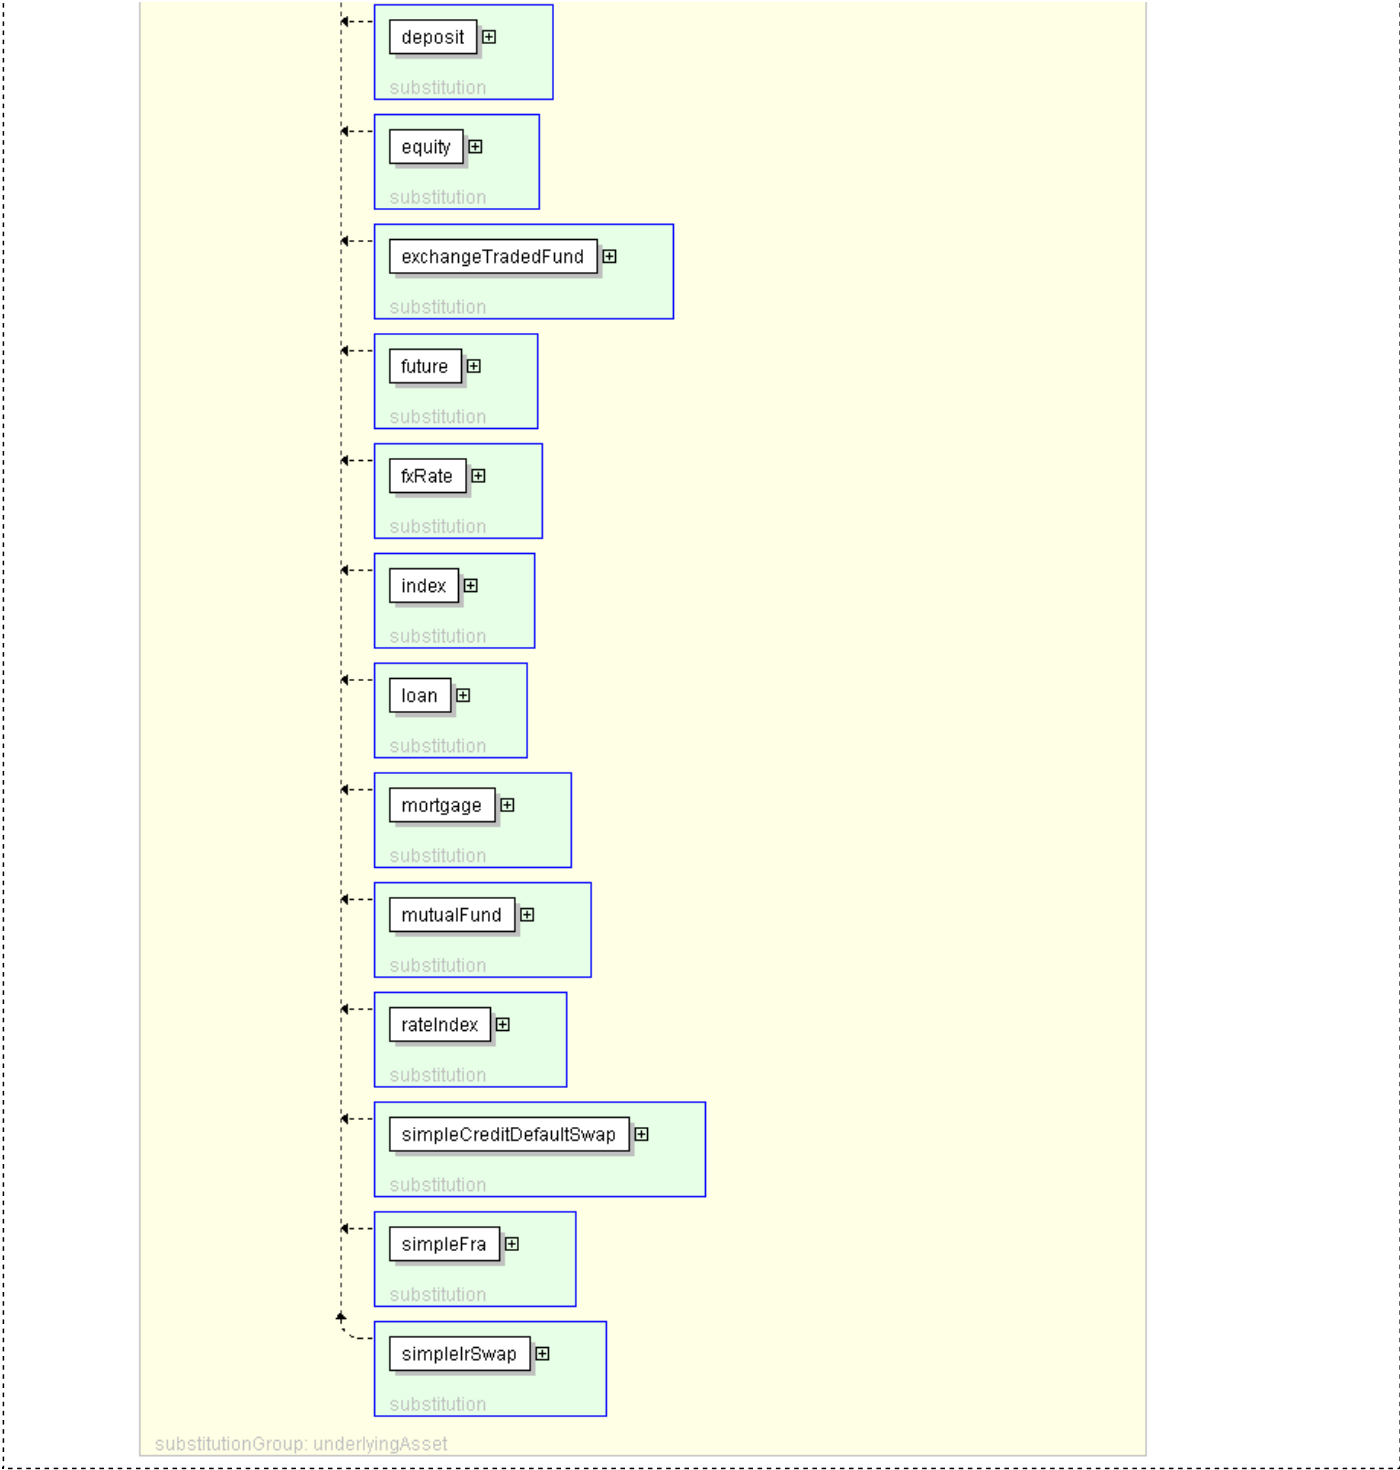 deposit
substitution
equity
substitution
exchangeTradedFund
substitution
future
substitution
fxRate
substitution
index
substitution
loan
substitution
mortgage
substitution
mutualFund
substitution
rateIndex
substitution
simpleCreditDefaultSwap
substitution
simpleFra
substitution
simpleIrSwap
substitution
substitutionGroup: underlyingAsset